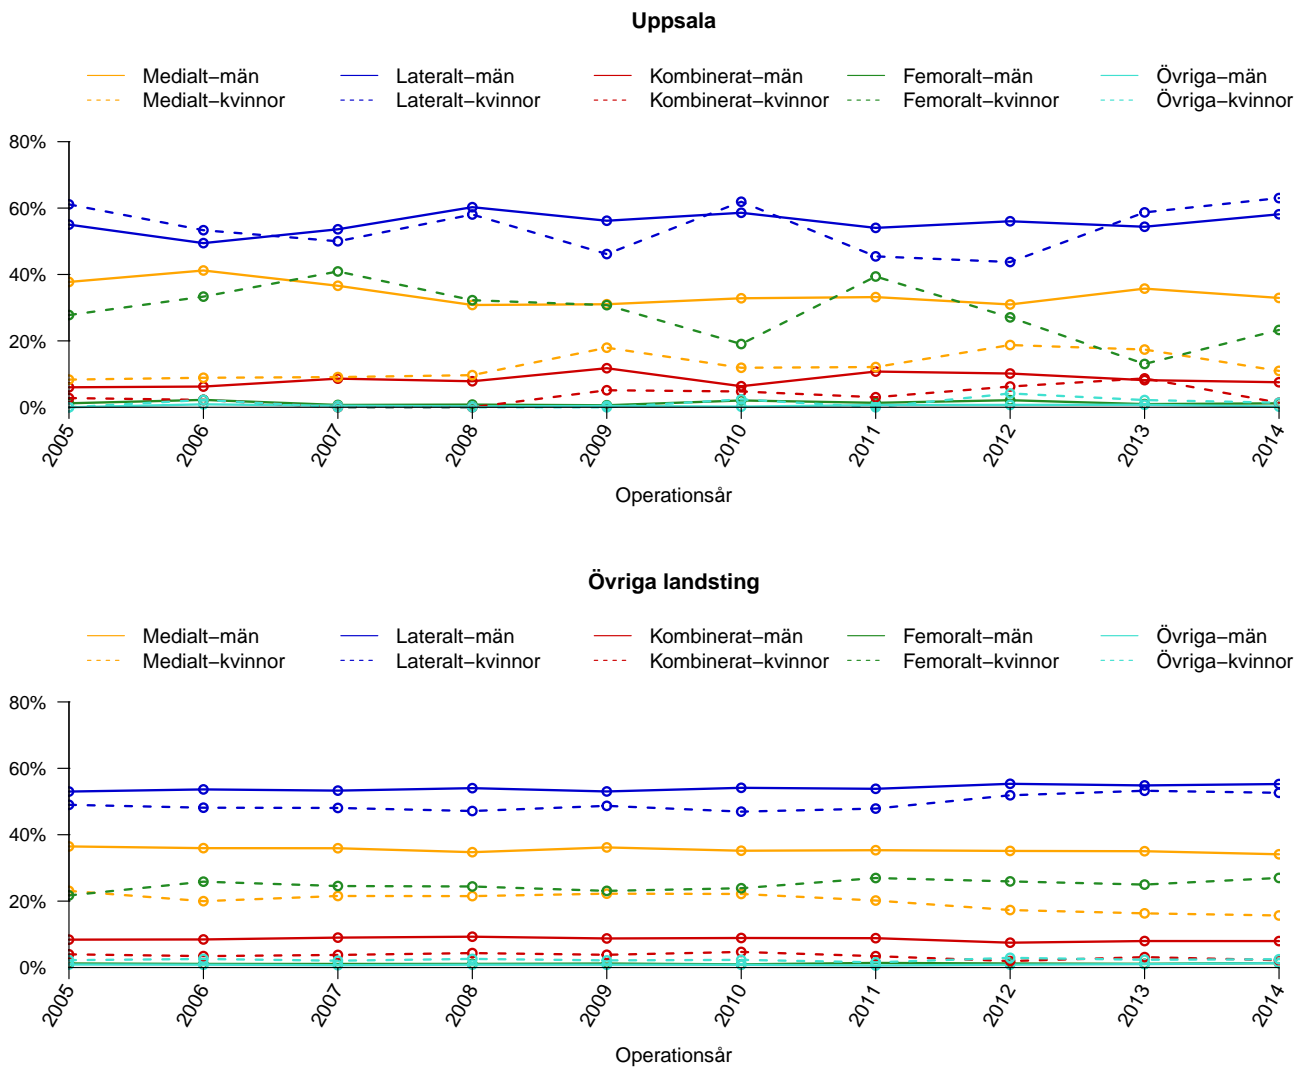 Uppsala
Medialt−män Lateralt−män Kombinerat−män Femoralt−män Övriga−män
Medialt−kvinnor Lateralt−kvinnor Kombinerat−kvinnor Femoralt−kvinnor Övriga−kvinnor
80%
60%
40%
20%
0%
2005 2006 2007 2008 2009 2010 2011 2012 2013 2014
Operationsår
Övriga landsting
Medialt−män Lateralt−män Kombinerat−män Femoralt−män Övriga−män
Medialt−kvinnor Lateralt−kvinnor Kombinerat−kvinnor Femoralt−kvinnor Övriga−kvinnor
80%
60%
40%
20%
0%
2005 2006 2007 2008 2009 2010 2011 2012 2013 2014
Operationsår